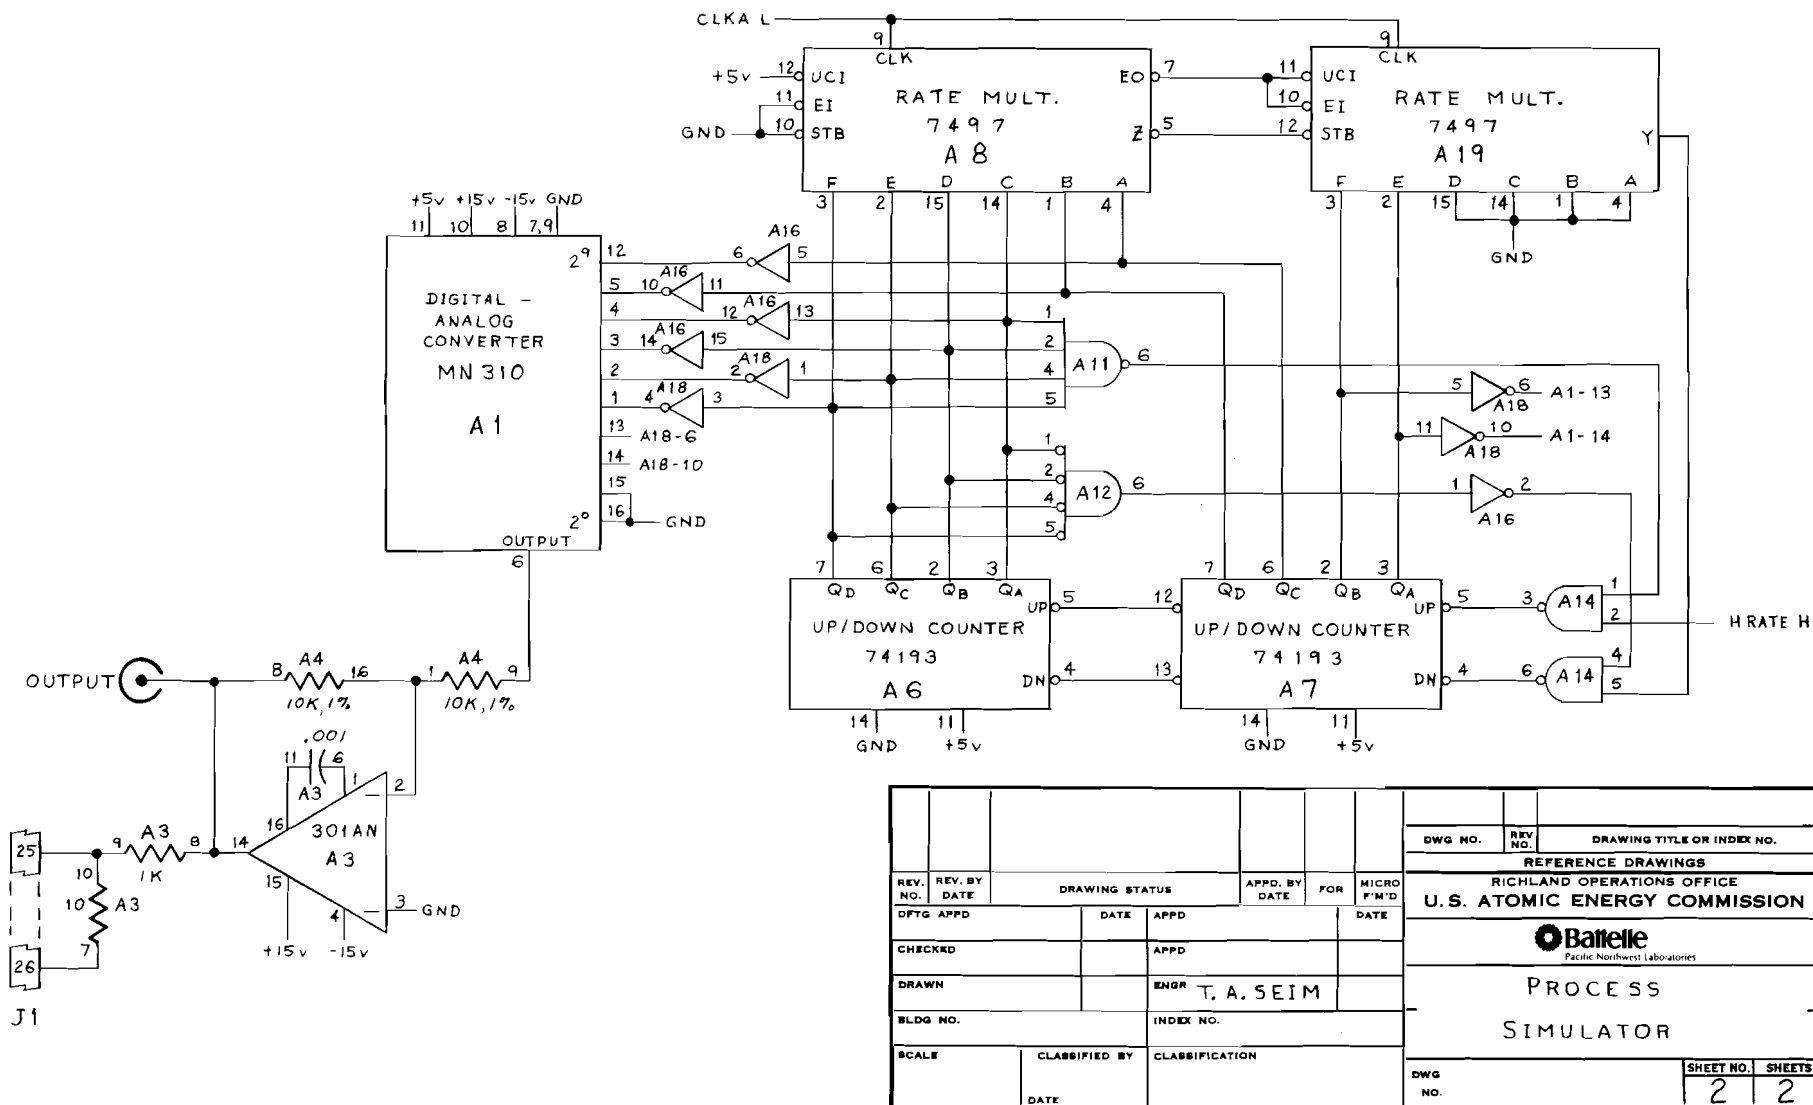 CLKA L
9
CLK
+5v 12 UCI
11 EI
GND 10 STB
RATE MULT.
7497
A8
EO 7
Z 5
F E D C B A
3 2 15 14 1 4
9
CLK
11 UCI
10 EI
12 STB
RATE MULT.
7497
A19
Y
F E D C B A
3 2 15 14 1 4
GND
+5v +15v -15v GND
11 10 8 7,9
2⁹ 12
5
4
3
2
1
DIGITAL -
ANALOG
CONVERTER
MN 310
A1
13 A18-6
14 A18-10
15
2⁰ 16 GND
OUTPUT
6
6 A16 5
10 A16 11
12 A16 13
14 A16 15
2 A18 1
4 A18 3
1
2
4
5
A11 6
1
2
4
5
A12 6
5 A18 6 A1-13
11 A18 10 A1-14
1 A16 2
7 6 2 3
QD QC QB QA
UP 5
UP/DOWN COUNTER
74193
A6
DN 4
14 11
GND +5v
7 6 2 3
QD QC QB QA
12 UP 5
UP/DOWN COUNTER
74193
A7
13 DN 4
14 11
GND +5v
3 A14 1
2
H RATE H
6 A14 4
5
OUTPUT
8 A4 16
10K, 1%
1 A4 9
10K, 1%
.001
11 6
A3
1
2
16
301AN
A3
14
15
4
3 GND
+15v -15v
9 A3 8
1K
10
10 A3
7
25
26
J1
DWG NO. REV NO. DRAWING TITLE OR INDEX NO.
REFERENCE DRAWINGS
REV. NO. REV. BY DATE DRAWING STATUS APPD. BY DATE FOR MICRO F'M'D
RICHLAND OPERATIONS OFFICE
U.S. ATOMIC ENERGY COMMISSION
DFTG APPD DATE APPD DATE
CHECKED APPD
Battelle
Pacific Northwest Laboratories
DRAWN ENGR T. A. SEIM
PROCESS
SIMULATOR
BLDG NO. INDEX NO.
SCALE CLASSIFIED BY CLASSIFICATION
DATE
DWG NO.
SHEET NO. SHEETS
2 2